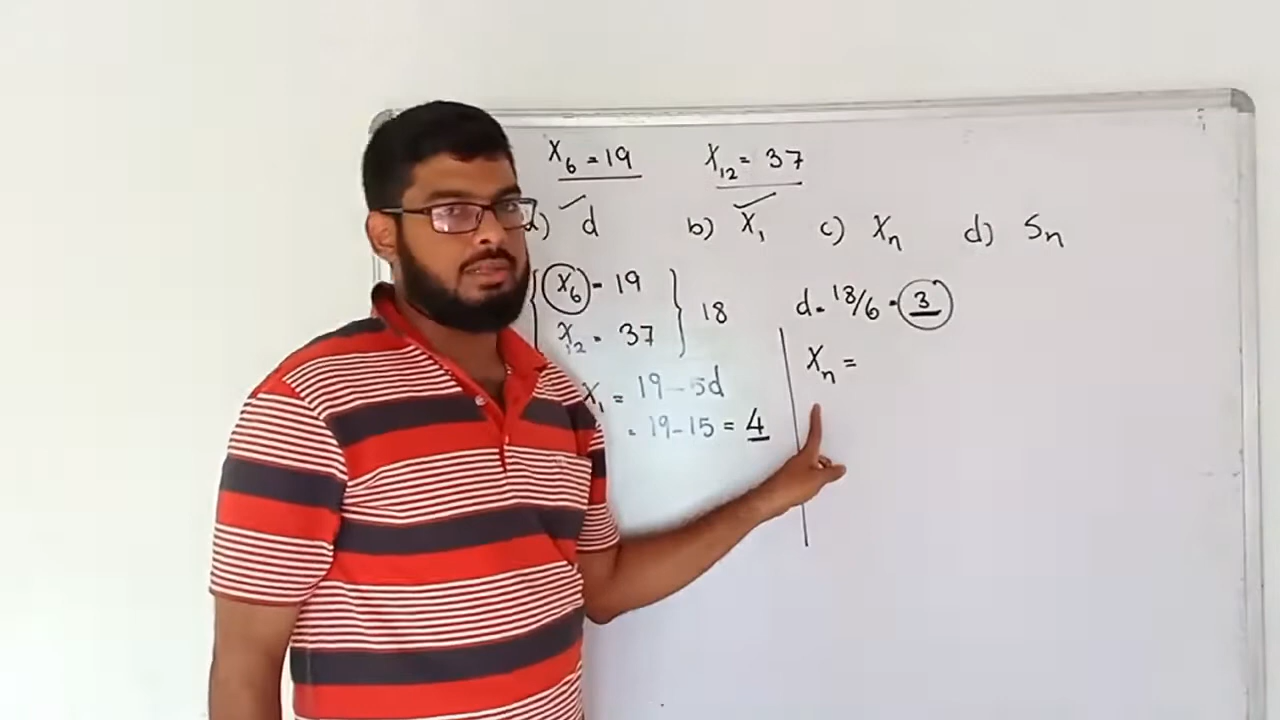 X₆ = 19 X₁₂ = 37
a) d b) X₁ c) Xₙ d) Sₙ
X₆ = 19
X₁₂ = 37
18
X₁ = 19 - 5d
= 19 - 15 = 4
d = 18/6 = 3
Xₙ =